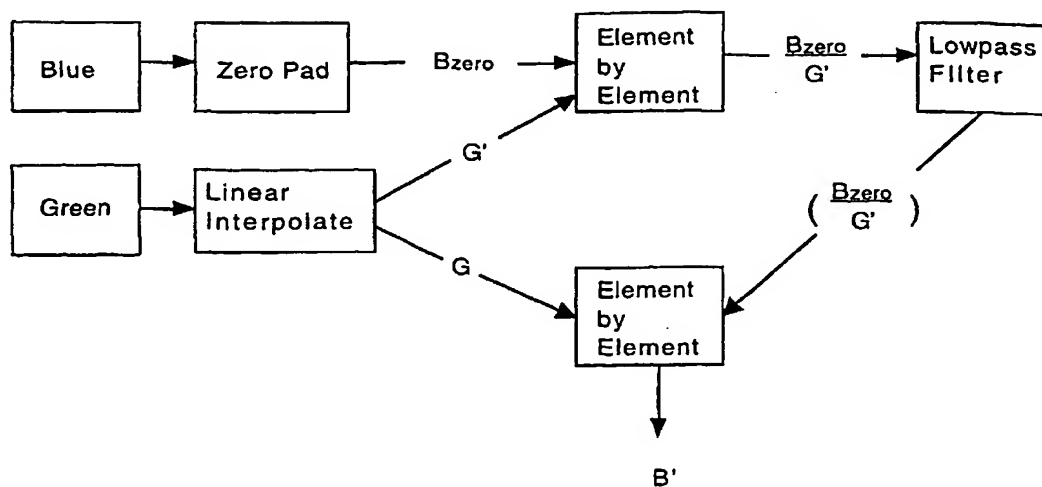 Blue
Zero Pad
Bzero
Element
by
Element
Bzero
G'
Lowpass
Filter
G'
Green
Linear
Interpolate
( Bzero )
G'
G
Element
by
Element
B'